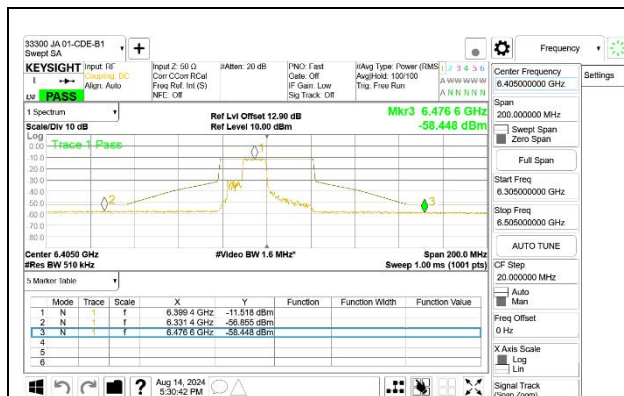 33300 JA 01-CDE-B1
Swept SA
Frequency
KEYSIGHT
Input: RF
Coupling: DC
Align: Auto
Input Z: 50 Ω
Corr CCorr RCal
Freq Ref: Int (S)
NFE: Off
#Atten: 20 dB
PNO: Fast
Gate: Off
IF Gain: Low
Sig Track: Off
#Avg Type: Power (RMS
Avg|Hold: 100/100
Trig: Free Run
1 2 3 4 5 6
A W W W W W
A N N N N N
PASS
Center Frequency
6.405000000 GHz
Settings
1 Spectrum
Scale/Div 10 dB
Ref Lvl Offset 12.90 dB
Ref Level 10.00 dBm
Mkr3 6.476 6 GHz
-58.448 dBm
Span
200.000000 MHz
Swept Span
Zero Span
Full Span
Start Freq
6.305000000 GHz
Stop Freq
6.505000000 GHz
AUTO TUNE
CF Step
20.000000 MHz
Auto
Man
Freq Offset
0 Hz
X Axis Scale
Log
Lin
Signal Track
(Span Zoom)
Log
Trace 1 Pass
0.00
10.0
20.0
30.0
40.0
50.0
60.0
70.0
80.0
1
2
3
Center 6.4050 GHz
#Res BW 510 kHz
#Video BW 1.6 MHz*
Span 200.0 MHz
Sweep 1.00 ms (1001 pts)
5 Marker Table
Mode Trace Scale X Y Function Function Width Function Value
1 N 1 f 6.399 4 GHz -11.518 dBm
2 N 1 f 6.331 4 GHz -56.855 dBm
3 N 1 f 6.476 6 GHz -58.448 dBm
4
5
6
?
Aug 14, 2024
5:30:42 PM